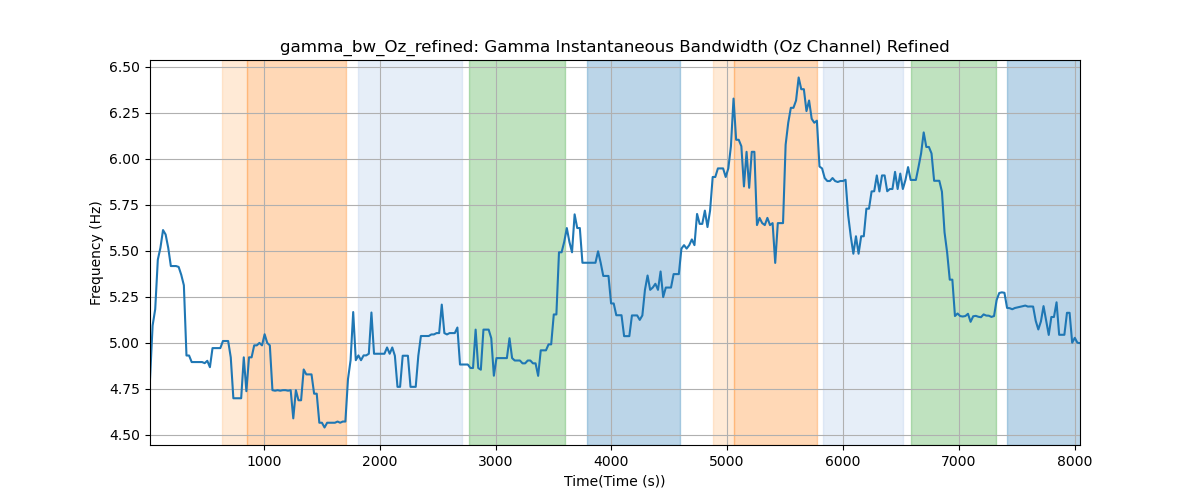 gamma_bw_Oz_refined: Gamma Instantaneous Bandwidth (Oz Channel) Refined
6.50
6.25
6.00
5.75
5.50
5.25
5.00
4.75
4.50
Frequency (Hz)
1000 2000 3000 4000 5000 6000 7000 8000
Time(Time (s))